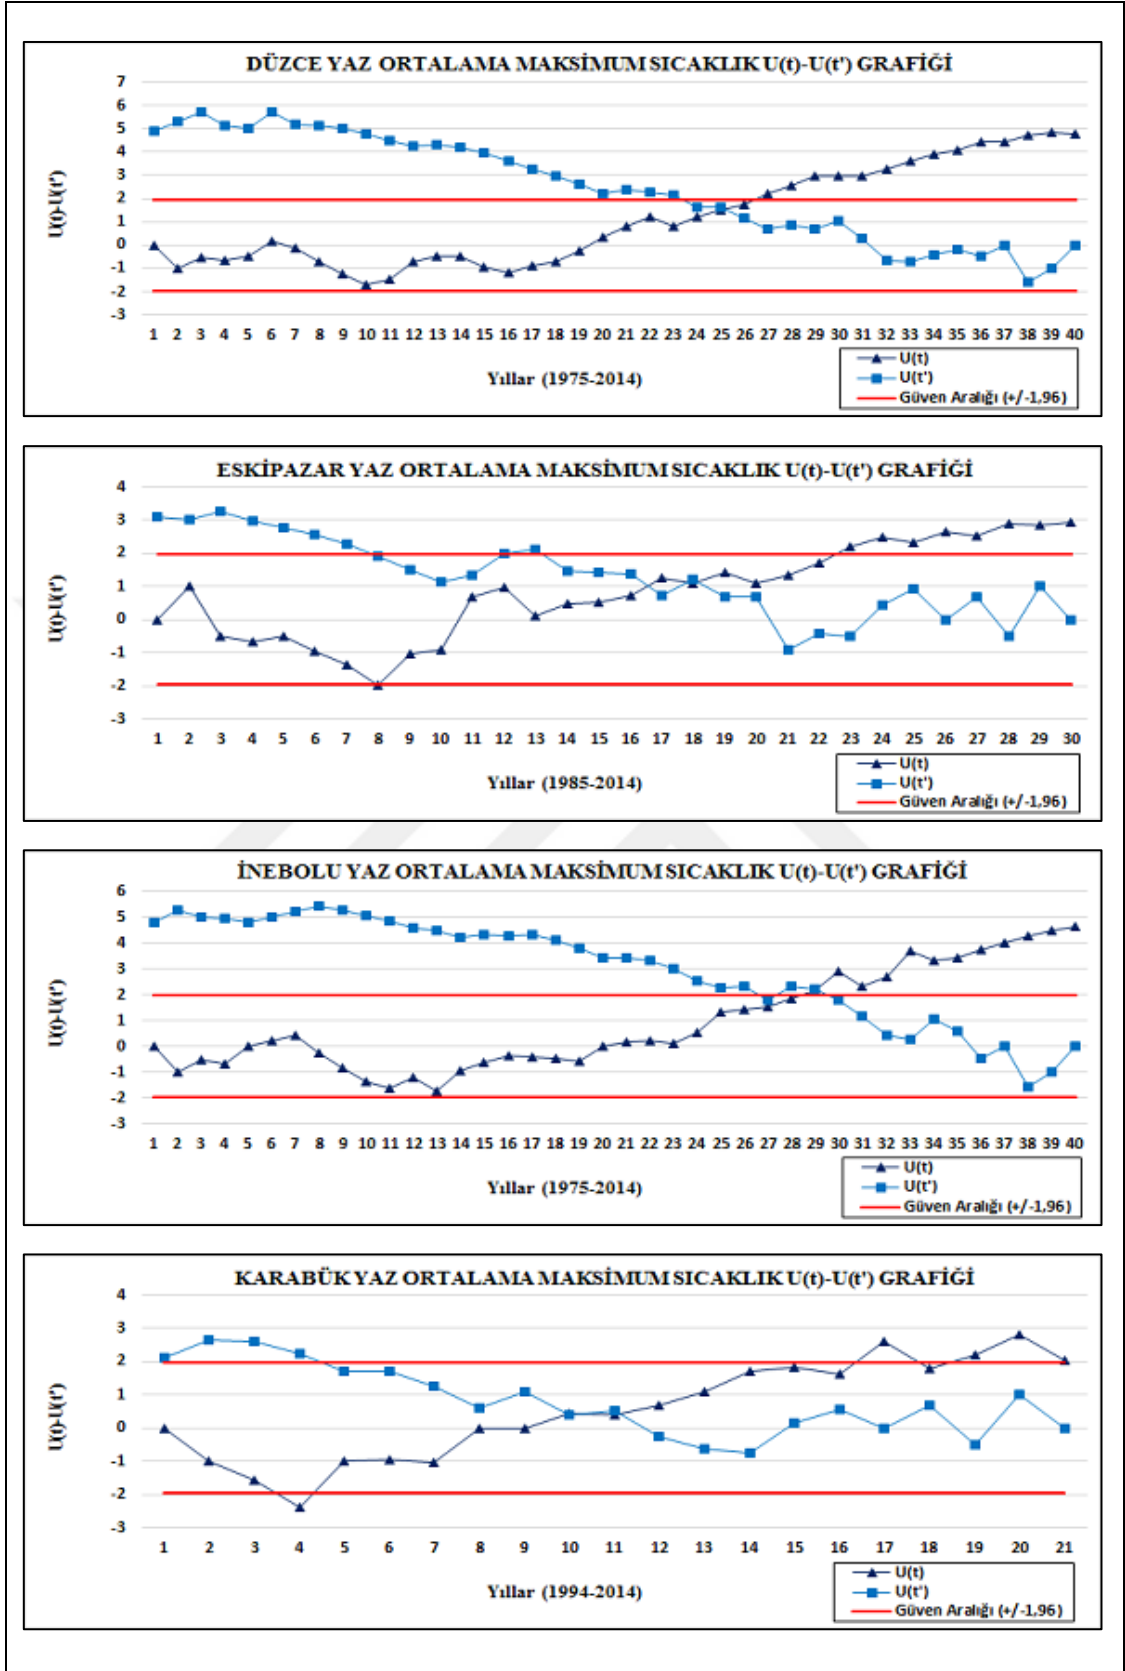 DÜZCE YAZ ORTALAMA MAKSİMUM SICAKLIK U(t)-U(t') GRAFİĞİ
7
6
5
4
3
2
1
0
-1
-2
-3
U(t)-U(t')
1 2 3 4 5 6 7 8 9 10 11 12 13 14 15 16 17 18 19 20 21 22 23 24 25 26 27 28 29 30 31 32 33 34 35 36 37 38 39 40
Yıllar (1975-2014)
U(t)
U(t')
Güven Aralığı (+/-1,96)
ESKİPAZAR YAZ ORTALAMA MAKSİMUM SICAKLIK U(t)-U(t') GRAFİĞİ
4
3
2
1
0
-1
-2
-3
U(t)-U(t')
1 2 3 4 5 6 7 8 9 10 11 12 13 14 15 16 17 18 19 20 21 22 23 24 25 26 27 28 29 30
Yıllar (1985-2014)
U(t)
U(t')
Güven Aralığı (+/-1,96)
İNEBOLU YAZ ORTALAMA MAKSİMUM SICAKLIK U(t)-U(t') GRAFİĞİ
6
5
4
3
2
1
0
-1
-2
-3
U(t)-U(t')
1 2 3 4 5 6 7 8 9 10 11 12 13 14 15 16 17 18 19 20 21 22 23 24 25 26 27 28 29 30 31 32 33 34 35 36 37 38 39 40
Yıllar (1975-2014)
U(t)
U(t')
Güven Aralığı (+/-1,96)
KARABÜK YAZ ORTALAMA MAKSİMUM SICAKLIK U(t)-U(t') GRAFİĞİ
4
3
2
1
0
-1
-2
-3
U(t)-U(t')
1 2 3 4 5 6 7 8 9 10 11 12 13 14 15 16 17 18 19 20 21
Yıllar (1994-2014)
U(t)
U(t')
Güven Aralığı (+/-1,96)